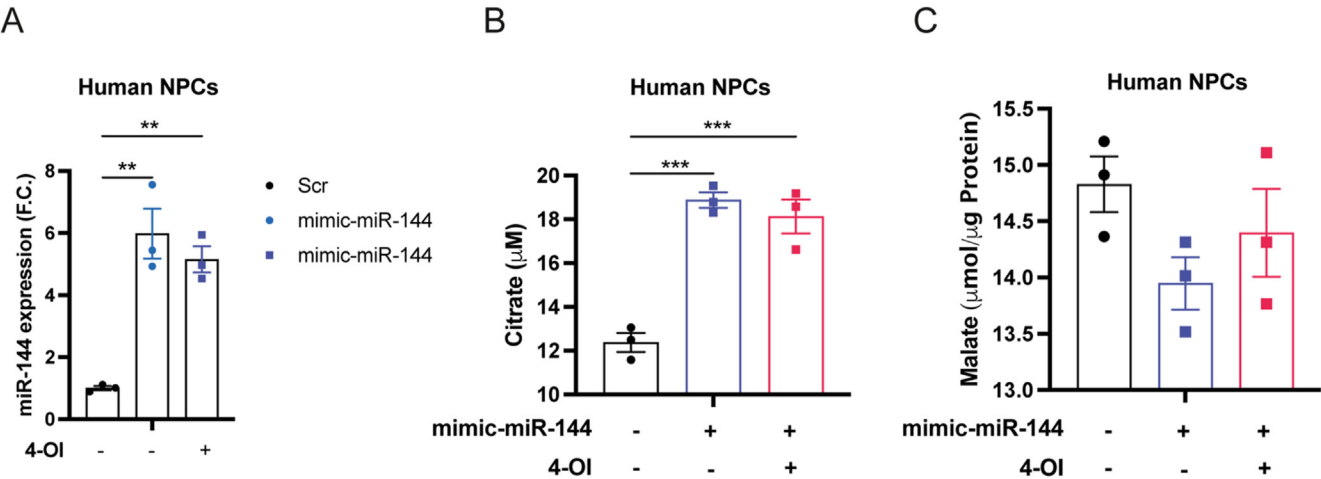 A
Human NPCs
**
**
miR-144 expression (F.C.)
8
6
4
2
0
4-OI - - +
Scr
mimic-miR-144
mimic-miR-144
B
Human NPCs
***
***
Citrate (μM)
20
18
16
14
12
10
mimic-miR-144 - + +
4-OI - - +
C
Human NPCs
Malate (μmol/μg Protein)
15.5
15.0
14.5
14.0
13.5
13.0
mimic-miR-144 - + +
4-OI - - +